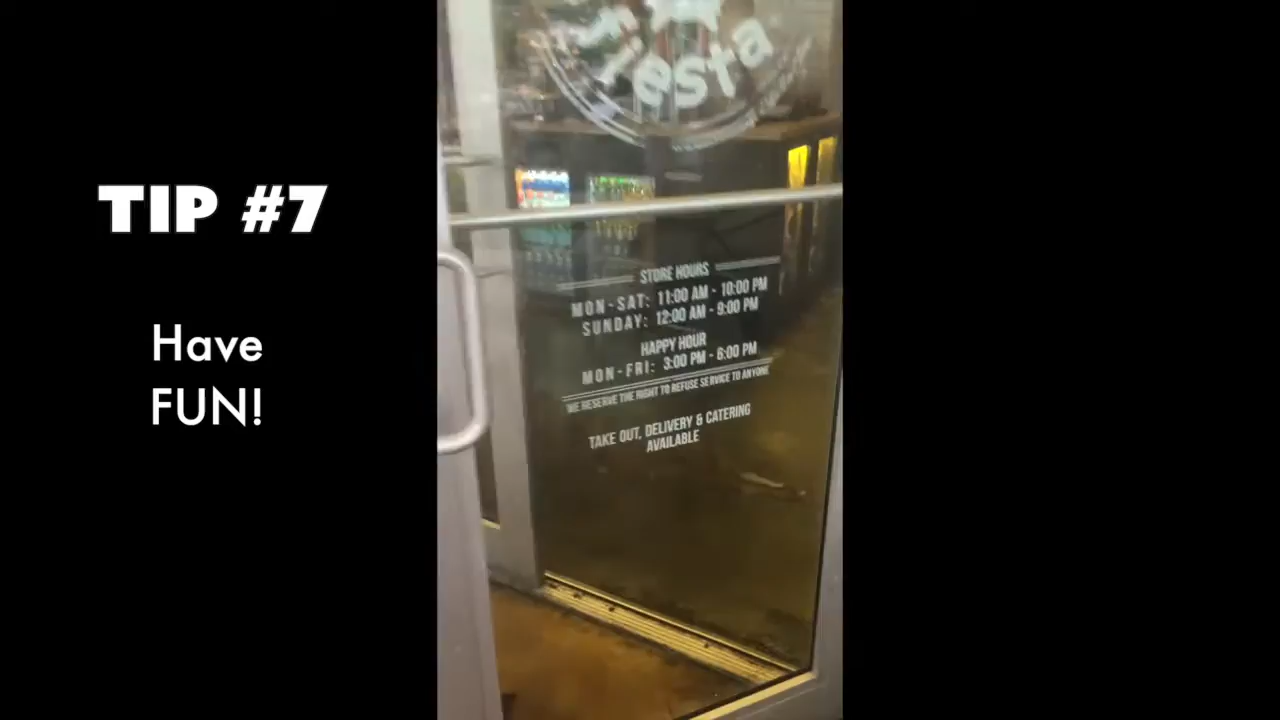 TIP #7
Have
FUN!
Fiesta
STORE HOURS
MON-SAT: 11:00 AM - 10:00 PM
SUNDAY: 12:00 AM - 9:00 PM
HAPPY HOUR
MON-FRI: 3:00 PM - 6:00 PM
WE RESERVE THE RIGHT TO REFUSE SERVICE TO ANYONE
TAKE OUT, DELIVERY & CATERING
AVAILABLE